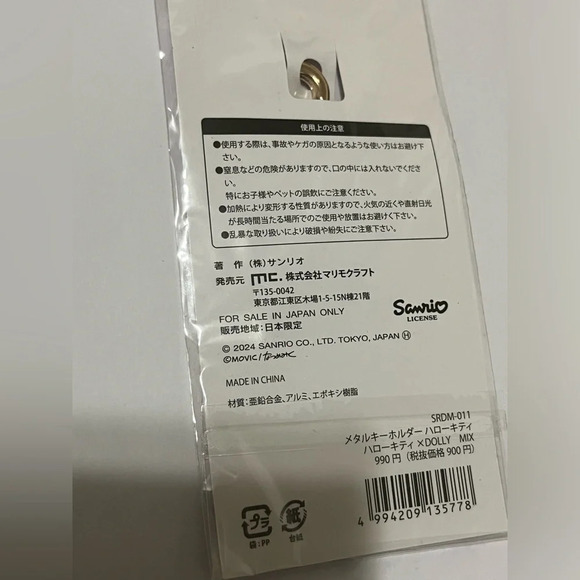 使用上の注意
●使用する際は、事故やケガの原因となるような使い方はお避け下
さい。
●窒息などの危険がありますので、口の中には入れないでくださ
い。
特にお子様やペットの誤飲にご注意ください。
●加熱により変形する性質がありますので、火気の近くや直射日光
が長時間当たる場所でのご使用や放置はお避けください。
●乱暴な取り扱いにより破損や紛失にご注意ください。
著 作 (株) サンリオ
発売元 mc. 株式会社マリモクラフト
〒135-0042
東京都江東区木場1-5-15N棟21階
FOR SALE IN JAPAN ONLY
販売地域:日本限定
Sanrio
LICENSE
© 2024 SANRIO CO., LTD. TOKYO, JAPAN Ⓗ
©MOVIC/
MADE IN CHINA
材質:亜鉛合金、アルミ、エポキシ樹脂
SRDM-011
メタルキーホルダー ハローキティ
ハローキティ×DOLLY MIX
990円 (税抜価格 900円)
4 994209 135778
プラ
袋:PP
紙
台紙